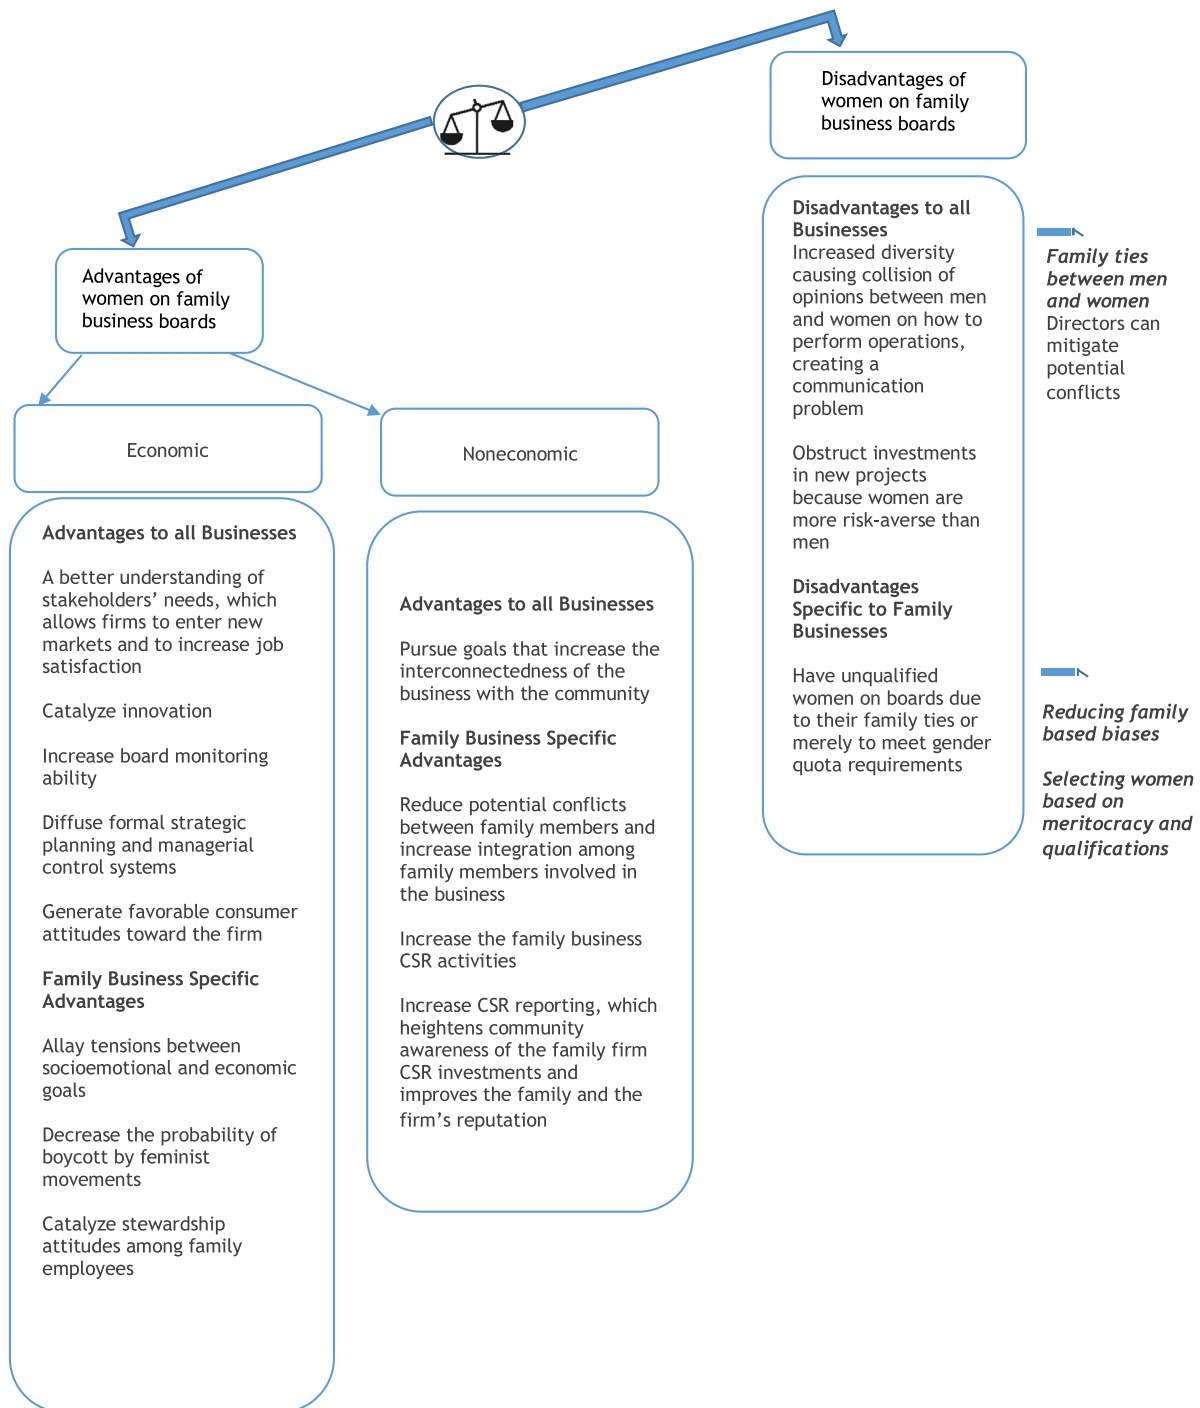 Disadvantages of
women on family
business boards
Advantages of
women on family
business boards
Economic
Noneconomic
Advantages to all Businesses
A better understanding of
stakeholders’ needs, which
allows firms to enter new
markets and to increase job
satisfaction
Catalyze innovation
Increase board monitoring
ability
Diffuse formal strategic
planning and managerial
control systems
Generate favorable consumer
attitudes toward the firm
Family Business Specific
Advantages
Allay tensions between
socioemotional and economic
goals
Decrease the probability of
boycott by feminist
movements
Catalyze stewardship
attitudes among family
employees
Advantages to all Businesses
Pursue goals that increase the
interconnectedness of the
business with the community
Family Business Specific
Advantages
Reduce potential conflicts
between family members and
increase integration among
family members involved in
the business
Increase the family business
CSR activities
Increase CSR reporting, which
heightens community
awareness of the family firm
CSR investments and
improves the family and the
firm’s reputation
Disadvantages to all
Businesses
Increased diversity
causing collision of
opinions between men
and women on how to
perform operations,
creating a
communication
problem
Obstruct investments
in new projects
because women are
more risk-averse than
men
Disadvantages
Specific to Family
Businesses
Have unqualified
women on boards due
to their family ties or
merely to meet gender
quota requirements
Family ties
between men
and women
Directors can
mitigate
potential
conflicts
Reducing family
based biases
Selecting women
based on
meritocracy and
qualifications